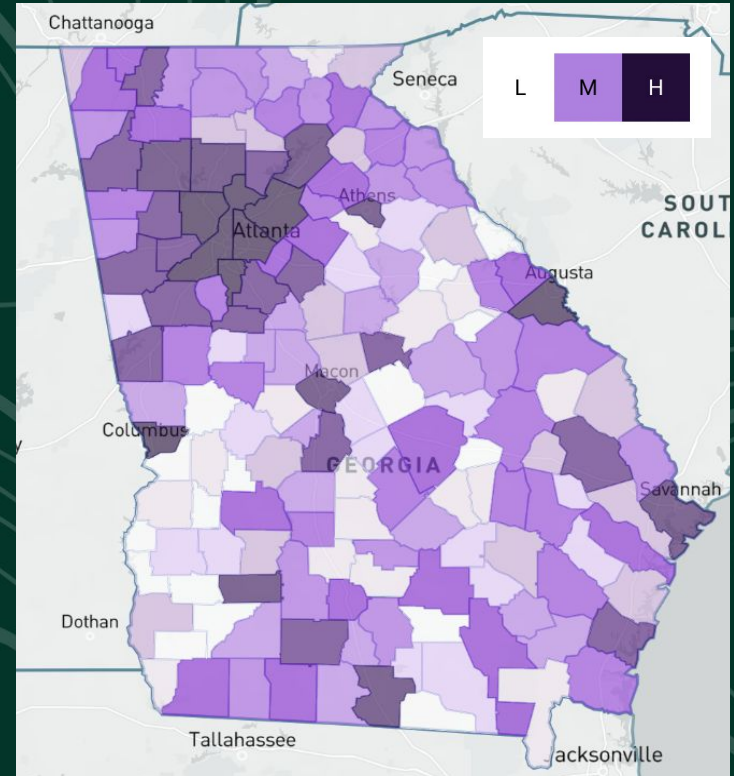 Chattanooga
Seneca
L M H
Athens
SOUT
CAROL
Atlanta
Augusta
Macon
Columbus
y
GEORGIA
Savannah
Dothan
Tallahassee
acksonville